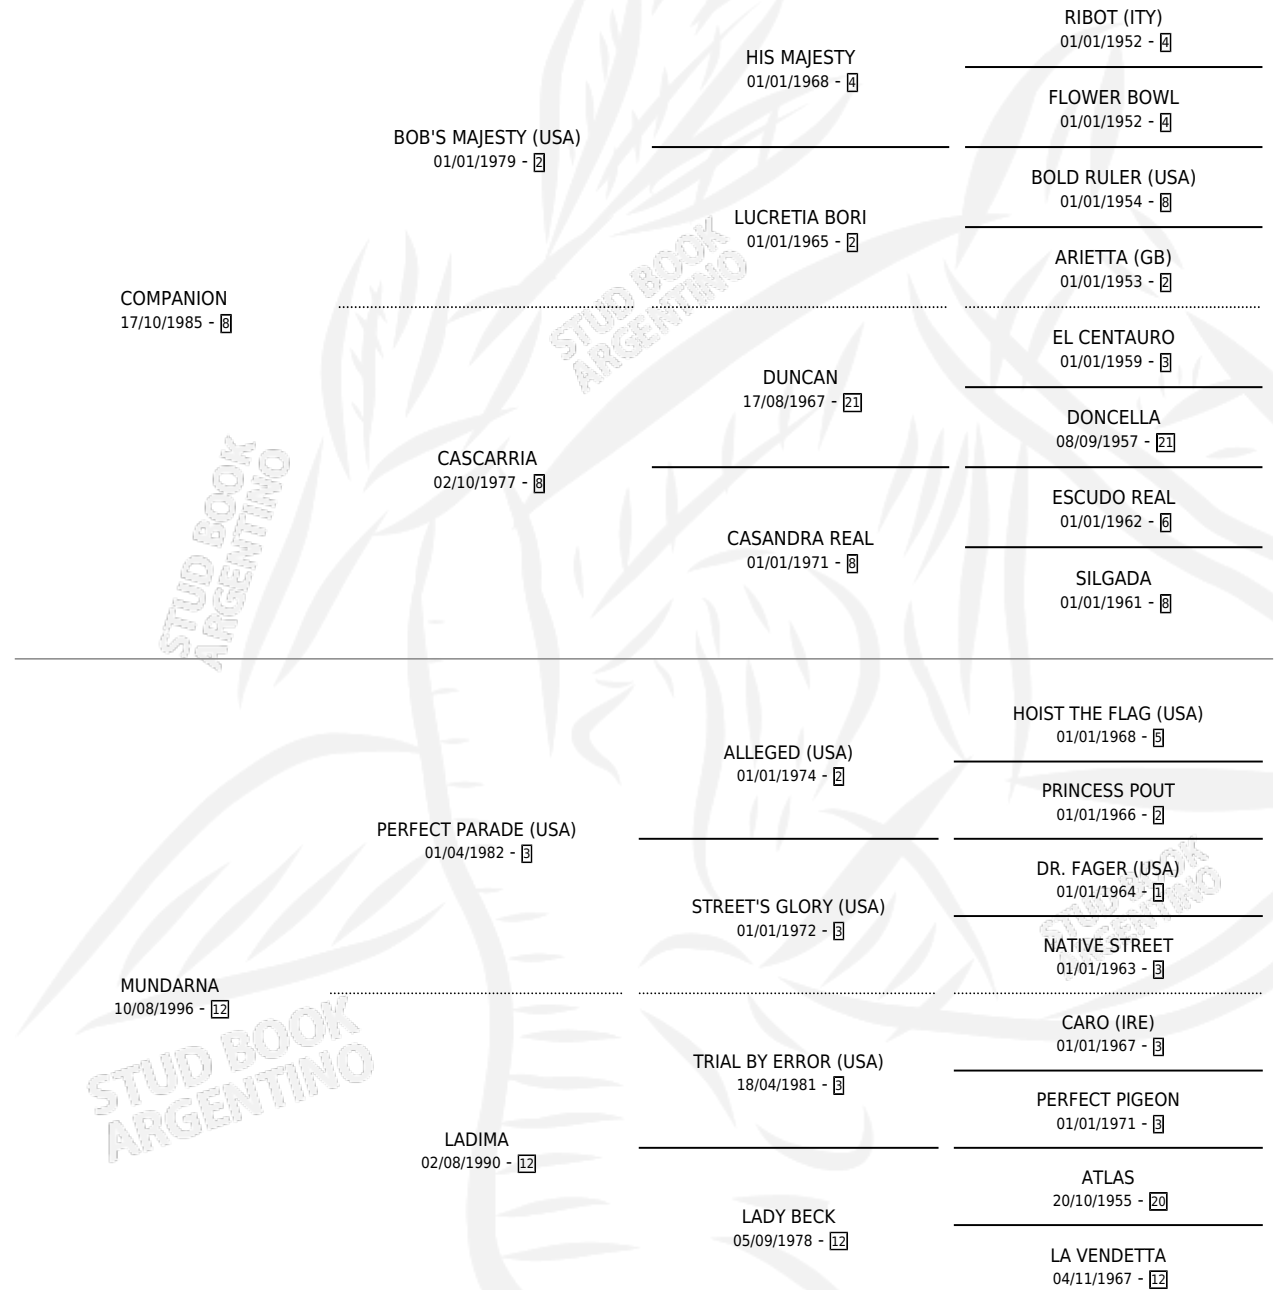 RIBOT (ITY)
01/01/1952 - 4
HIS MAJESTY
01/01/1968 - 4
FLOWER BOWL
01/01/1952 - 4
BOB'S MAJESTY (USA)
01/01/1979 - 2
BOLD RULER (USA)
01/01/1954 - 8
LUCRETIA BORI
01/01/1965 - 2
ARIETTA (GB)
01/01/1953 - 2
COMPANION
17/10/1985 - 8
EL CENTAURO
01/01/1959 - 3
DUNCAN
17/08/1967 - 21
DONCELLA
08/09/1957 - 21
CASCARRIA
02/10/1977 - 8
ESCUDO REAL
01/01/1962 - 6
CASANDRA REAL
01/01/1971 - 8
SILGADA
01/01/1961 - 8
HOIST THE FLAG (USA)
01/01/1968 - 5
ALLEGED (USA)
01/01/1974 - 2
PRINCESS POUT
01/01/1966 - 2
PERFECT PARADE (USA)
01/04/1982 - 3
DR. FAGER (USA)
01/01/1964 - 1
STREET'S GLORY (USA)
01/01/1972 - 3
NATIVE STREET
01/01/1963 - 3
MUNDARNA
10/08/1996 - 12
CARO (IRE)
01/01/1967 - 3
TRIAL BY ERROR (USA)
18/04/1981 - 3
PERFECT PIGEON
01/01/1971 - 3
LADIMA
02/08/1990 - 12
ATLAS
20/10/1955 - 20
LADY BECK
05/09/1978 - 12
LA VENDETTA
04/11/1967 - 12
STUD BOOK
ARGENTINO
STUD BOOK
ARGENTINO
STUD BOOK
ARGENTINO
STUD BOOK
ARGENTINO